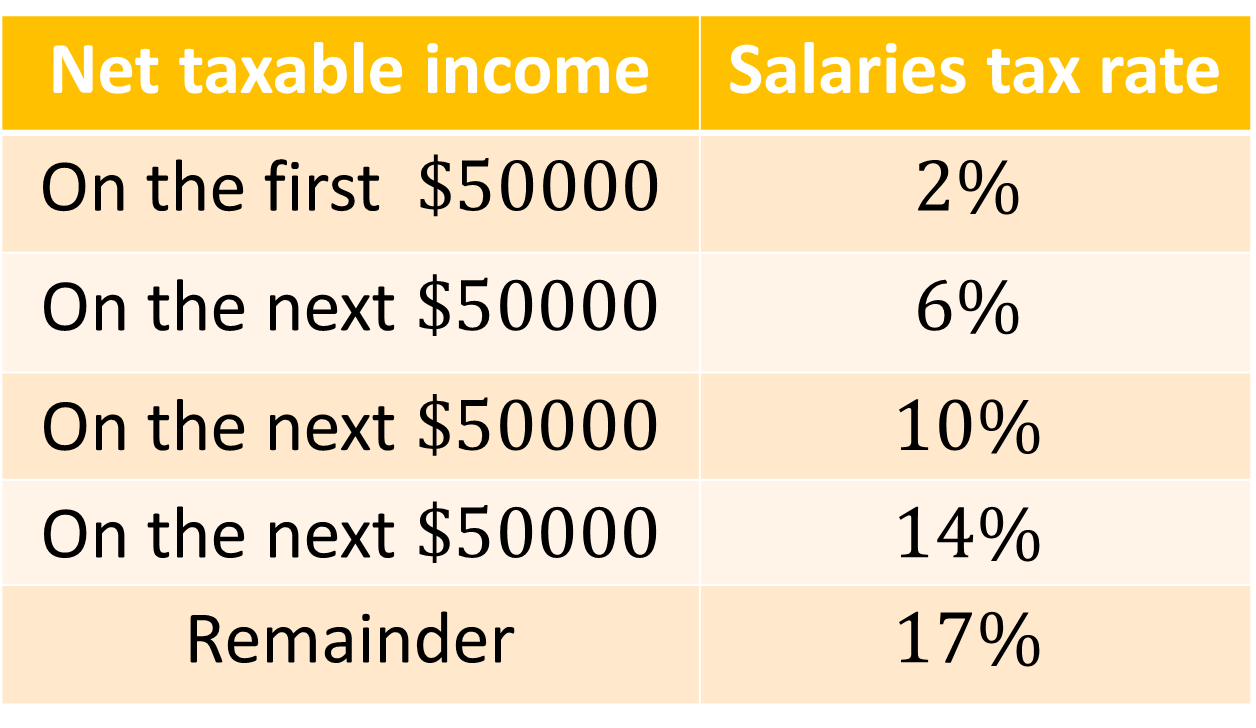 Net taxable income Salaries tax rate
On the first $50000 2%
On the next $50000 6%
On the next $50000 10%
On the next $50000 14%
Remainder 17%